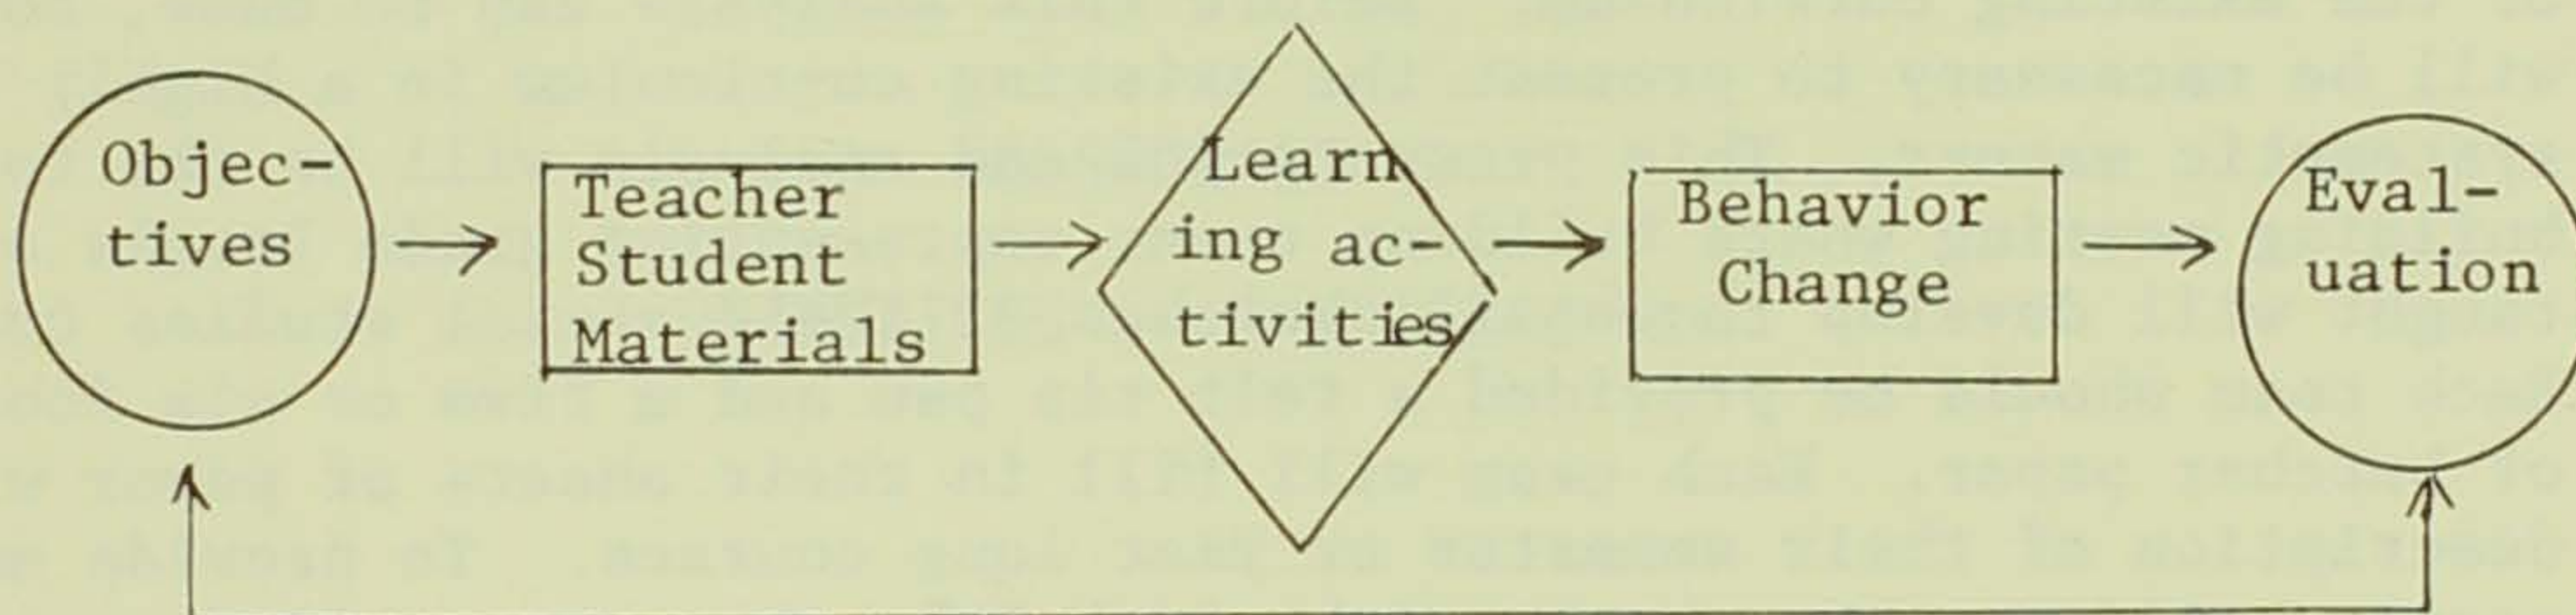 Objec-
tives
Teacher
Student
Materials
Learn
ing ac-
tivities
Behavior
Change
Eval-
uation